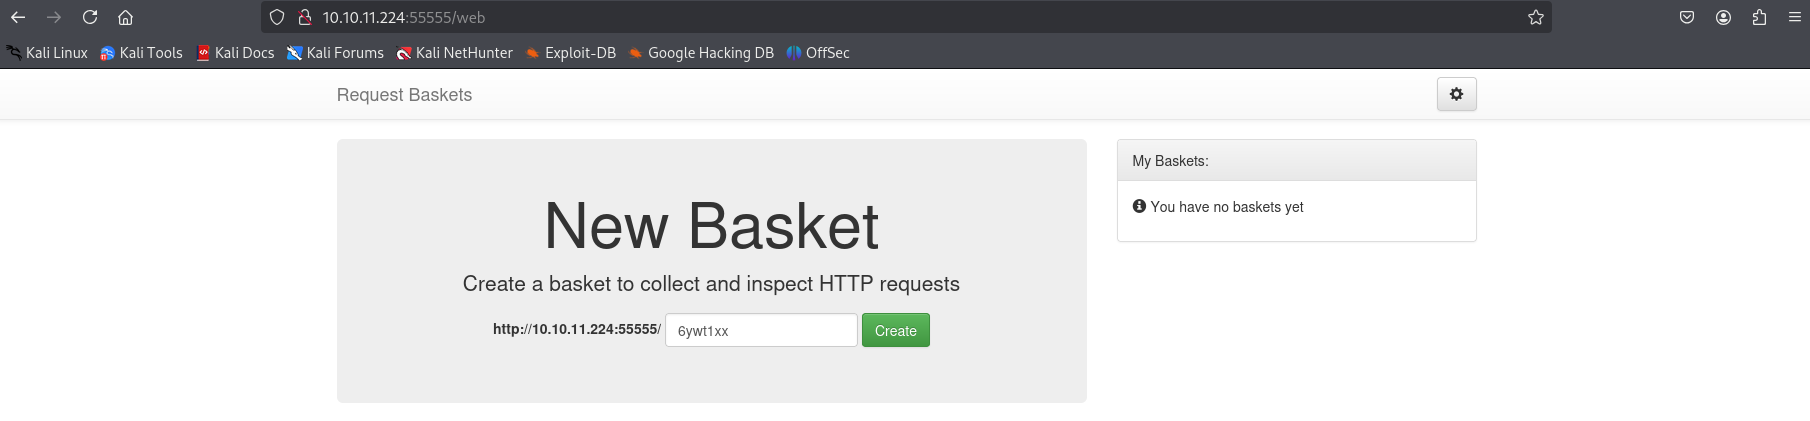 10.10.11.224:55555/web
Kali Linux Kali Tools Kali Docs Kali Forums Kali NetHunter Exploit-DB Google Hacking DB OffSec
Request Baskets
New Basket
Create a basket to collect and inspect HTTP requests
http://10.10.11.224:55555/ 6ywt1xx Create
My Baskets:
You have no baskets yet